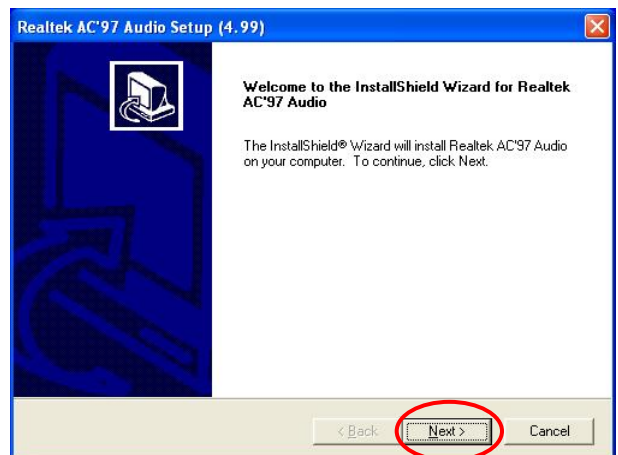 Realtek AC'97 Audio Setup (4.99)
Welcome to the InstallShield Wizard for Realtek
AC'97 Audio
The InstallShield® Wizard will install Realtek AC'97 Audio
on your computer.  To continue, click Next.
< Back
Next >
Cancel